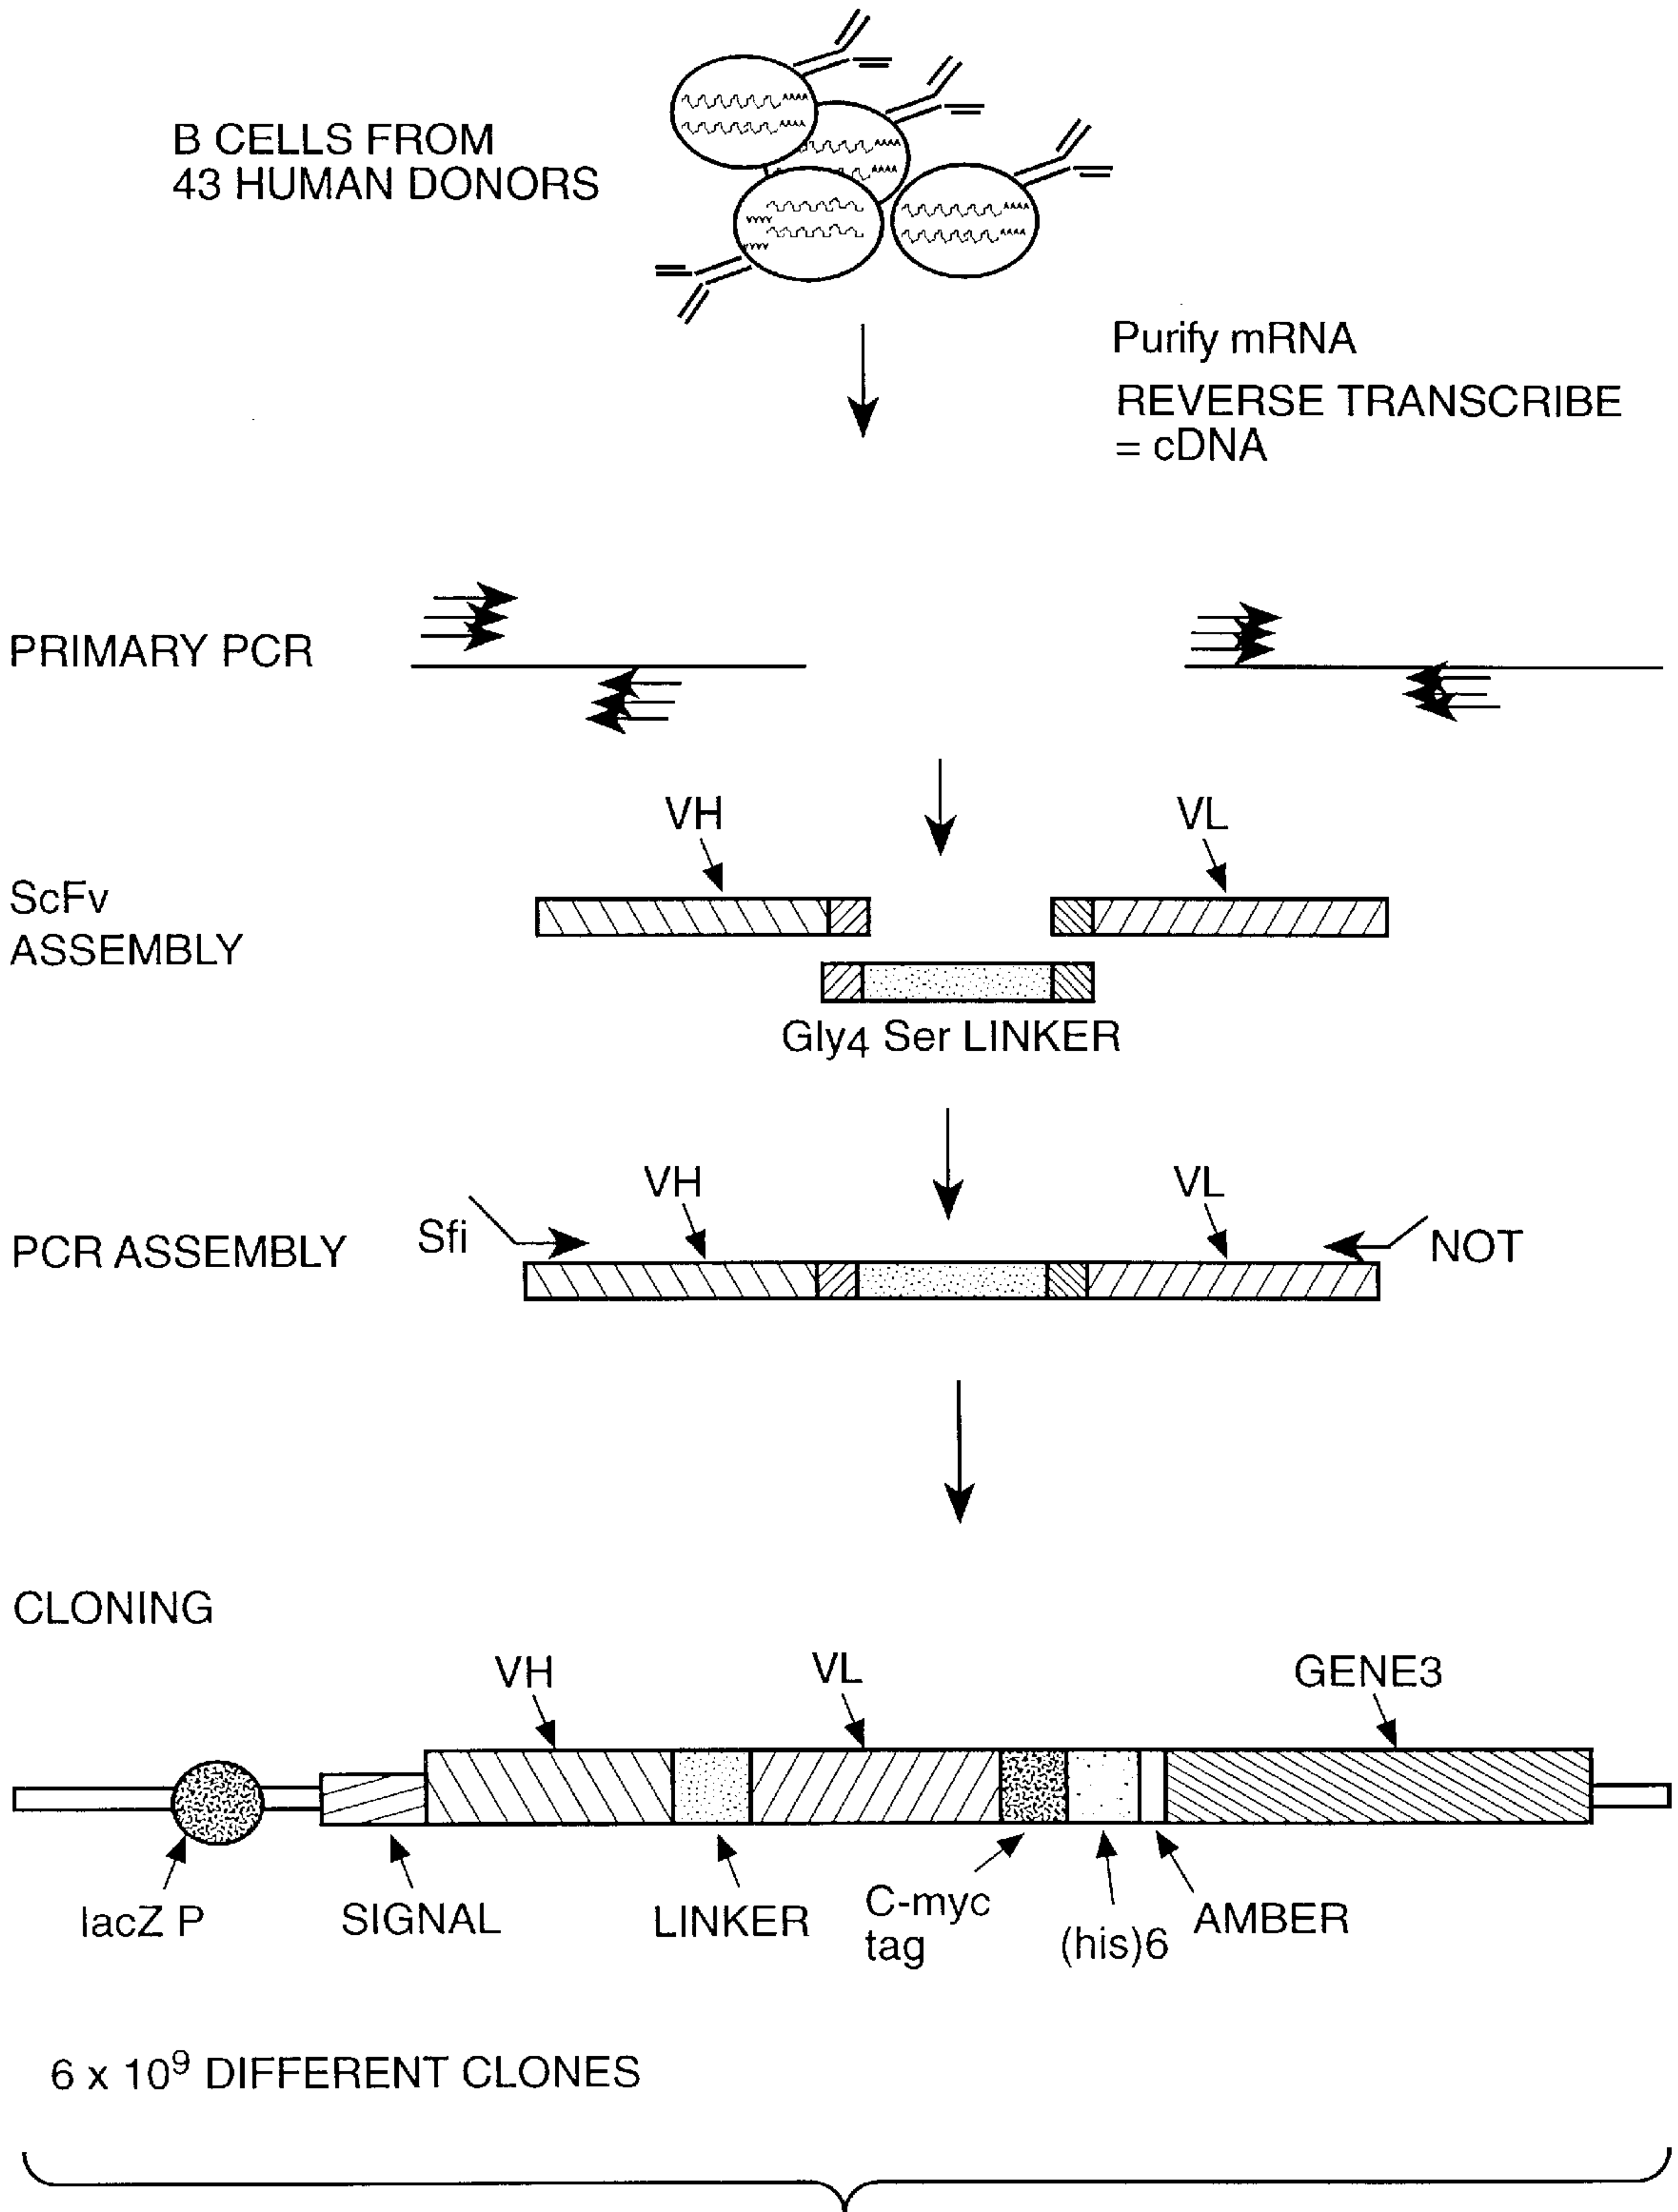 B CELLS FROM
43 HUMAN DONORS
Purify mRNA
REVERSE TRANSCRIBE
= cDNA
PRIMARY PCR
VH
VL
ScFv
ASSEMBLY
Gly4 Ser LINKER
VH
VL
Sfi
PCR ASSEMBLY
NOT
CLONING
VH
VL
GENE3
lacZ P
SIGNAL
LINKER
C-myc
tag
(his)6
AMBER
6 x 10⁹ DIFFERENT CLONES